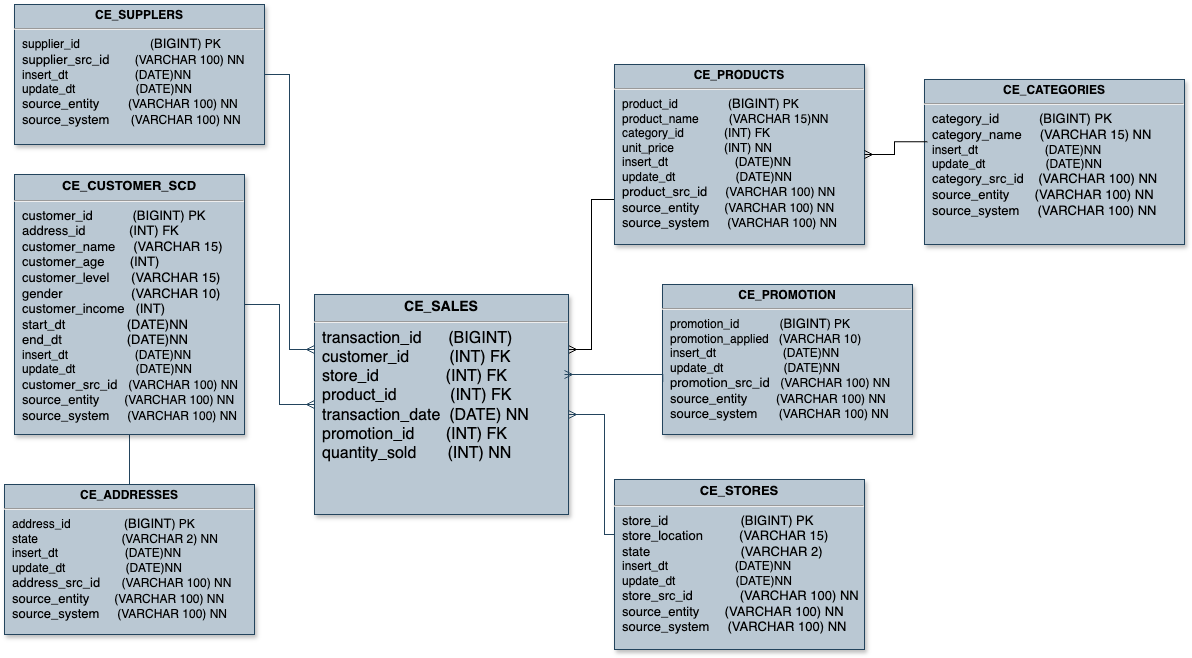 CE_SUPPLERS
supplier_id (BIGINT) PK
supplier_src_id (VARCHAR 100) NN
insert_dt (DATE)NN
update_dt (DATE)NN
source_entity (VARCHAR 100) NN
source_system (VARCHAR 100) NN
CE_CUSTOMER_SCD
customer_id (BIGINT) PK
address_id (INT) FK
customer_name (VARCHAR 15)
customer_age (INT)
customer_level (VARCHAR 15)
gender (VARCHAR 10)
customer_income (INT)
start_dt (DATE)NN
end_dt (DATE)NN
insert_dt (DATE)NN
update_dt (DATE)NN
customer_src_id (VARCHAR 100) NN
source_entity (VARCHAR 100) NN
source_system (VARCHAR 100) NN
CE_ADDRESSES
address_id (BIGINT) PK
state (VARCHAR 2) NN
insert_dt (DATE)NN
update_dt (DATE)NN
address_src_id (VARCHAR 100) NN
source_entity (VARCHAR 100) NN
source_system (VARCHAR 100) NN
CE_SALES
transaction_id (BIGINT)
customer_id (INT) FK
store_id (INT) FK
product_id (INT) FK
transaction_date (DATE) NN
promotion_id (INT) FK
quantity_sold (INT) NN
CE_PRODUCTS
product_id (BIGINT) PK
product_name (VARCHAR 15)NN
category_id (INT) FK
unit_price (INT) NN
insert_dt (DATE)NN
update_dt (DATE)NN
product_src_id (VARCHAR 100) NN
source_entity (VARCHAR 100) NN
source_system (VARCHAR 100) NN
CE_CATEGORIES
category_id (BIGINT) PK
category_name (VARCHAR 15) NN
insert_dt (DATE)NN
update_dt (DATE)NN
category_src_id (VARCHAR 100) NN
source_entity (VARCHAR 100) NN
source_system (VARCHAR 100) NN
CE_PROMOTION
promotion_id (BIGINT) PK
promotion_applied (VARCHAR 10)
insert_dt (DATE)NN
update_dt (DATE)NN
promotion_src_id (VARCHAR 100) NN
source_entity (VARCHAR 100) NN
source_system (VARCHAR 100) NN
CE_STORES
store_id (BIGINT) PK
store_location (VARCHAR 15)
state (VARCHAR 2)
insert_dt (DATE)NN
update_dt (DATE)NN
store_src_id (VARCHAR 100) NN
source_entity (VARCHAR 100) NN
source_system (VARCHAR 100) NN